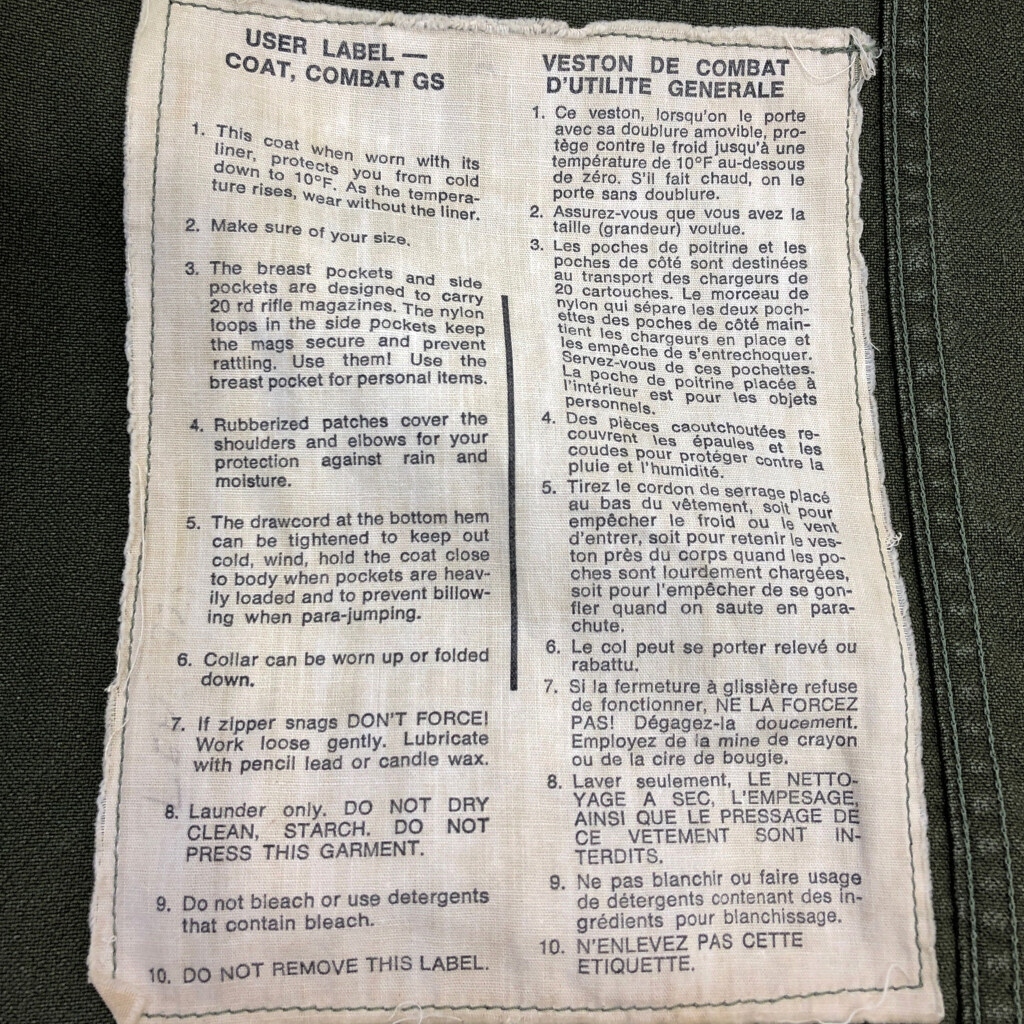 USER LABEL —
COAT, COMBAT GS
1. This coat when worn with its
liner, protects you from cold
down to 10°F. As the tempera-
ture rises, wear without the liner.
2. Make sure of your size.
3. The breast pockets and side
pockets are designed to carry
20 rd rifle magazines. The nylon
loops in the side pockets keep
the mags secure and prevent
rattling. Use them! Use the
breast pocket for personal items.
4. Rubberized patches cover the
shoulders and elbows for your
protection against rain and
moisture.
5. The drawcord at the bottom hem
can be tightened to keep out
cold, wind, hold the coat close
to body when pockets are heav-
ily loaded and to prevent billow-
ing when para-jumping.
6. Collar can be worn up or folded
down.
7. If zipper snags DON'T FORCE!
Work loose gently. Lubricate
with pencil lead or candle wax.
8. Launder only. DO NOT DRY
CLEAN, STARCH. DO NOT
PRESS THIS GARMENT.
9. Do not bleach or use detergents
that contain bleach.
10. DO NOT REMOVE THIS LABEL.
VESTON DE COMBAT
D'UTILITE GENERALE
1. Ce veston, lorsqu'on le porte
avec sa doublure amovible, pro-
tège contre le froid jusqu'à une
température de 10°F au-dessous
de zéro. S'il fait chaud, on le
porte sans doublure.
2. Assurez-vous que vous avez la
taille (grandeur) voulue.
3. Les poches de poitrine et les
poches de côté sont destinées
au transport des chargeurs de
20 cartouches. Le morceau de
nylon qui sépare les deux poch-
ettes des poches de côté main-
tient les chargeurs en place et
les empêche de s'entrechoquer.
Servez-vous de ces pochettes.
La poche de poitrine placée à
l'intérieur est pour les objets
personnels.
4. Des pièces caoutchoutées re-
couvrent les épaules et les
coudes pour protéger contre la
pluie et l'humidité.
5. Tirez le cordon de serrage placé
au bas du vêtement, soit pour
empêcher le froid ou le vent
d'entrer, soit pour retenir le ves-
ton près du corps quand les po-
ches sont lourdement chargées,
soit pour l'empêcher de se gon-
fler quand on saute en para-
chute.
6. Le col peut se porter relevé ou
rabattu.
7. Si la fermeture à glissière refuse
de fonctionner, NE LA FORCEZ
PAS! Dégagez-la doucement.
Employez de la mine de crayon
ou de la cire de bougie.
8. Laver seulement, LE NETTO-
YAGE A SEC, L'EMPESAGE,
AINSI QUE LE PRESSAGE DE
CE VETEMENT SONT IN-
TERDITS.
9. Ne pas blanchir ou faire usage
de détergents contenant des in-
grédients pour blanchissage.
10. N'ENLEVEZ PAS CETTE
ETIQUETTE.